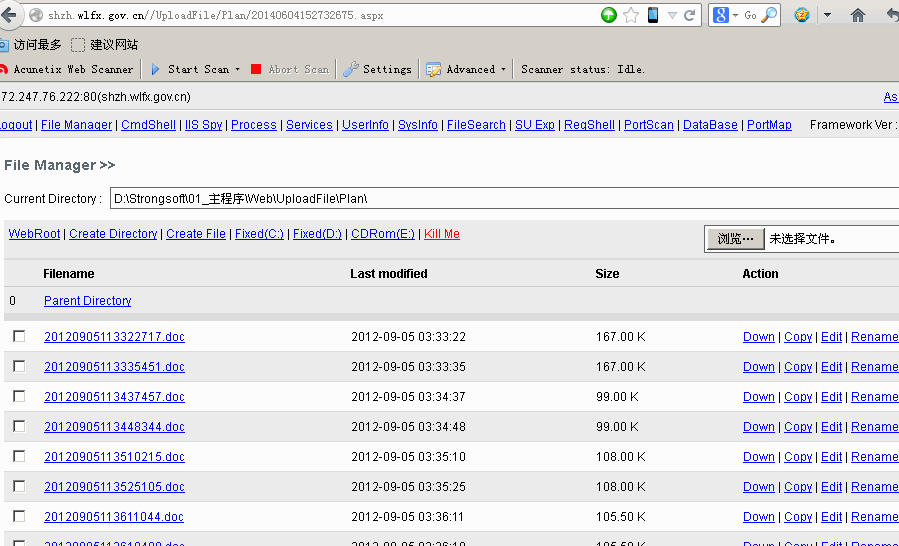 shzh.wlfx.gov.cn//UploadFile/Plan/20140604152732675.aspx Go
访问最多 建议网站
Acunetix Web Scanner Start Scan Abort Scan Settings Advanced Scanner status: Idle.
72.247.76.222:80(shzh.wlfx.gov.cn) As
ogout | File Manager | CmdShell | IIS Spy | Process | Services | UserInfo | SysInfo | FileSearch | SU Exp | RegShell | PortScan | DataBase | PortMap Framework Ver :
File Manager >>
Current Directory : D:\Strongsoft\01_主程序\Web\UploadFile\Plan\
WebRoot | Create Directory | Create File | Fixed(C:) | Fixed(D:) | CDRom(E:) | Kill Me 浏览… 未选择文件。
Filename Last modified Size Action
0 Parent Directory
20120905113322717.doc 2012-09-05 03:33:22 167.00 K Down | Copy | Edit | Rename
20120905113335451.doc 2012-09-05 03:33:35 167.00 K Down | Copy | Edit | Rename
20120905113437457.doc 2012-09-05 03:34:37 99.00 K Down | Copy | Edit | Rename
20120905113448344.doc 2012-09-05 03:34:48 99.00 K Down | Copy | Edit | Rename
20120905113510215.doc 2012-09-05 03:35:10 108.00 K Down | Copy | Edit | Rename
20120905113525105.doc 2012-09-05 03:35:25 108.00 K Down | Copy | Edit | Rename
20120905113611044.doc 2012-09-05 03:36:11 105.50 K Down | Copy | Edit | Rename